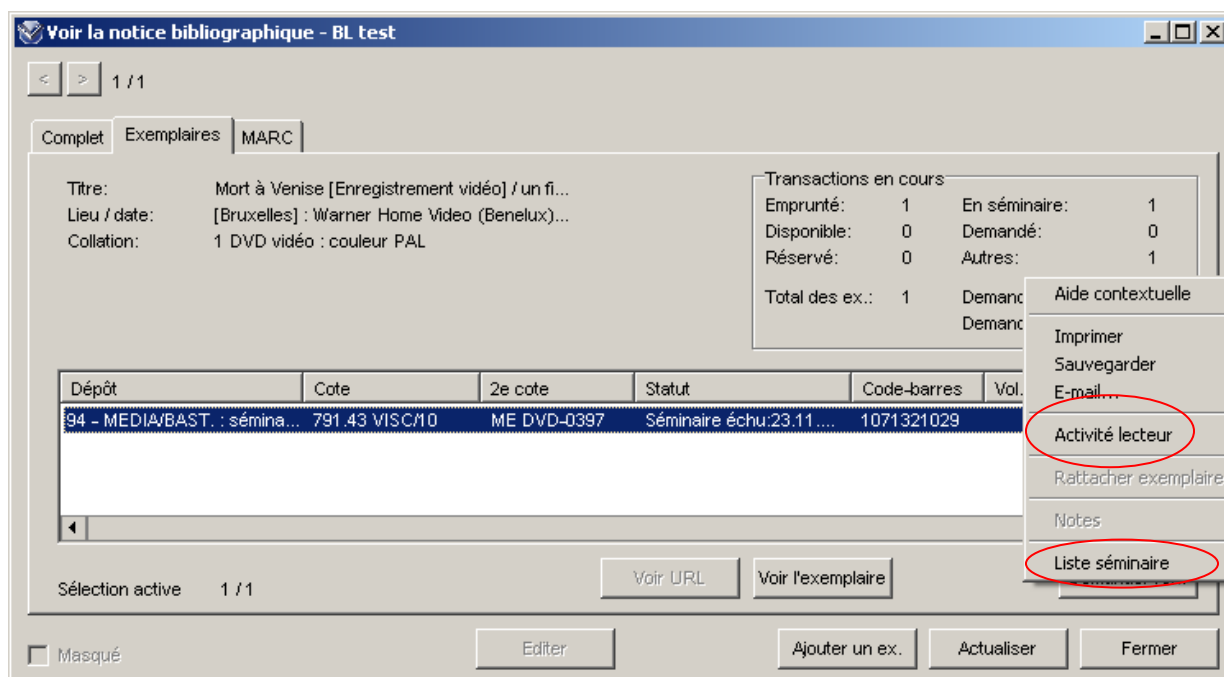 Voir la notice bibliographique - BL test
< > 1 / 1
Complet Exemplaires MARC
Titre: Mort à Venise [Enregistrement vidéo] / un fi...
Lieu / date: [Bruxelles] : Warner Home Video (Benelux)...
Collation: 1 DVD vidéo : couleur PAL
Transactions en cours
Emprunté: 1 En séminaire: 1
Disponible: 0 Demandé: 0
Réservé: 0 Autres: 1
Total des ex.: 1
Aide contextuelle
Imprimer
Sauvegarder
E-mail...
Activité lecteur
Rattacher exemplaire
Notes
Liste séminaire
Dépôt Cote 2e cote Statut Code-barres Vol.
94 - MEDIA/BAST. : sémina... 791.43 VISC/10 ME DVD-0397 Séminaire échu:23.11.... 1071321029
Sélection active 1 / 1
Voir URL Voir l'exemplaire
Masqué Editer Ajouter un ex. Actualiser Fermer